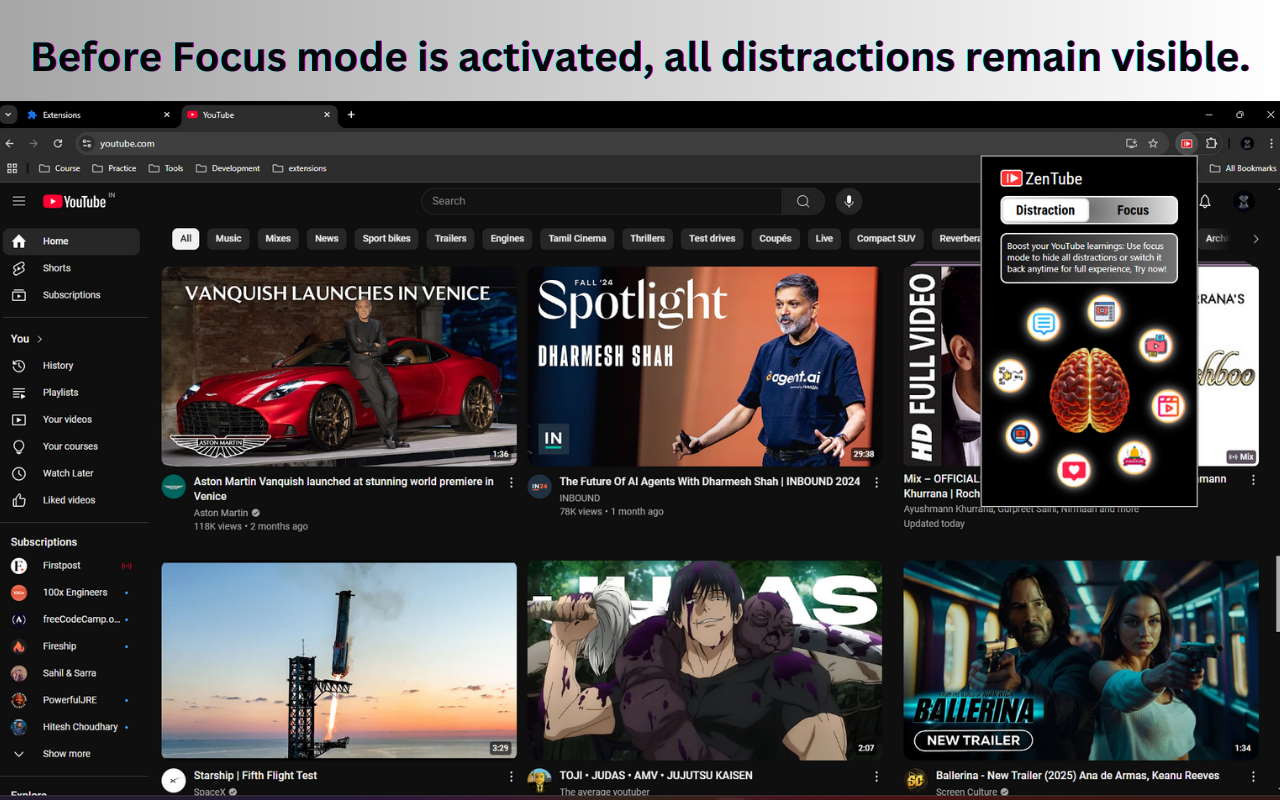 Before Focus mode is activated, all distractions remain visible.
Extensions
YouTube
youtube.com
Course
Practice
Tools
Development
extensions
All Bookmarks
YouTube IN
Search
ZenTube
Distraction
Focus
Boost your YouTube learnings: Use focus
mode to hide all distractions or switch it
back anytime for full experience, Try now!
Home
Shorts
Subscriptions
You
History
Playlists
Your videos
Your courses
Watch Later
Liked videos
Subscriptions
Firstpost
100x Engineers
freeCodeCamp.o...
Fireship
Sahil & Sarra
PowerfulJRE
Hitesh Choudhary
Show more
Explore
All
Music
Mixes
News
Sport bikes
Trailers
Engines
Tamil Cinema
Thrillers
Test drives
Coupés
Live
Compact SUV
Reverbera
Archi
VANQUISH LAUNCHES IN VENICE
ASTON MARTIN
1:36
Aston Martin Vanquish launched at stunning world premiere in
Venice
Aston Martin
118K views • 2 months ago
FALL '24
Spotlight
DHARMESH SHAH
agent.ai
IN
29:38
The Future Of AI Agents With Dharmesh Shah | INBOUND 2024
INBOUND
78K views • 1 month ago
HD FULL VIDEO
RRANA'S
hboo
Mix
Mix – OFFICIAL
mann
Khurrana | Roch
Ayushmann Khurrana, Gurpreet Saini, Nirmaan and more
Updated today
3:29
Starship | Fifth Flight Test
SpaceX
JUDAS
2:07
TOJI • JUDAS • AMV • JUJUTSU KAISEN
The average youtuber
BALLERINA
NEW TRAILER
1:34
Ballerina - New Trailer (2025) Ana de Armas, Keanu Reeves
Screen Culture